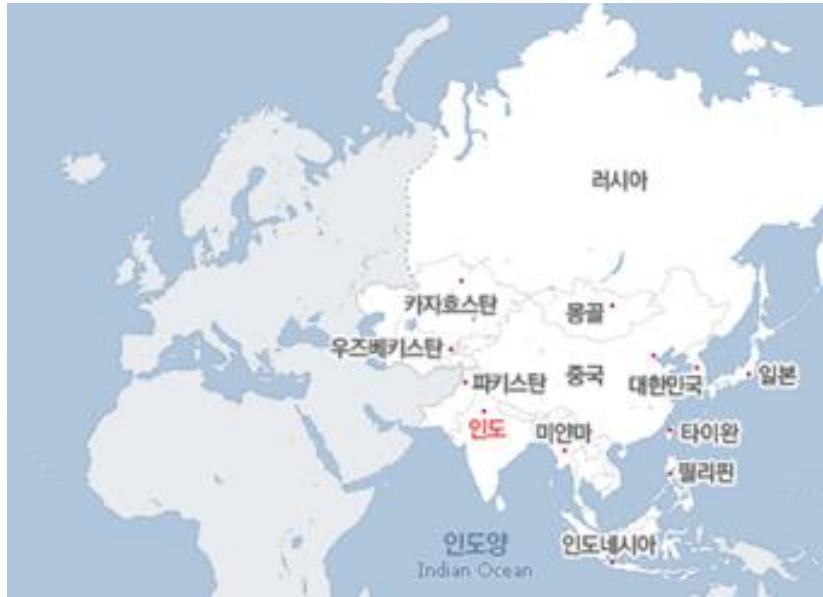 러시아
카자흐스탄
몽골
우즈베키스탄
파키스탄
중국
대한민국
일본
인도
미얀마
타이완
필리핀
인도네시아
인도양
Indian Ocean